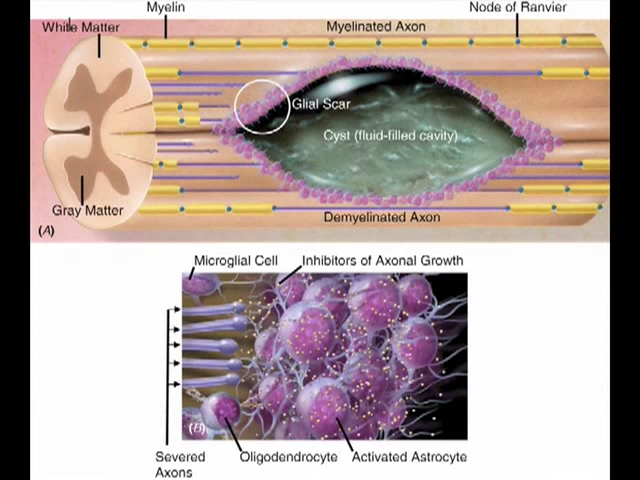 Myelin
Node of Ranvier
White Matter
Myelinated Axon
Glial Scar
Cyst (fluid-filled cavity)
Gray Matter
Demyelinated Axon
(A)
Microglial Cell
Inhibitors of Axonal Growth
(B)
Severed
Axons
Oligodendrocyte
Activated Astrocyte